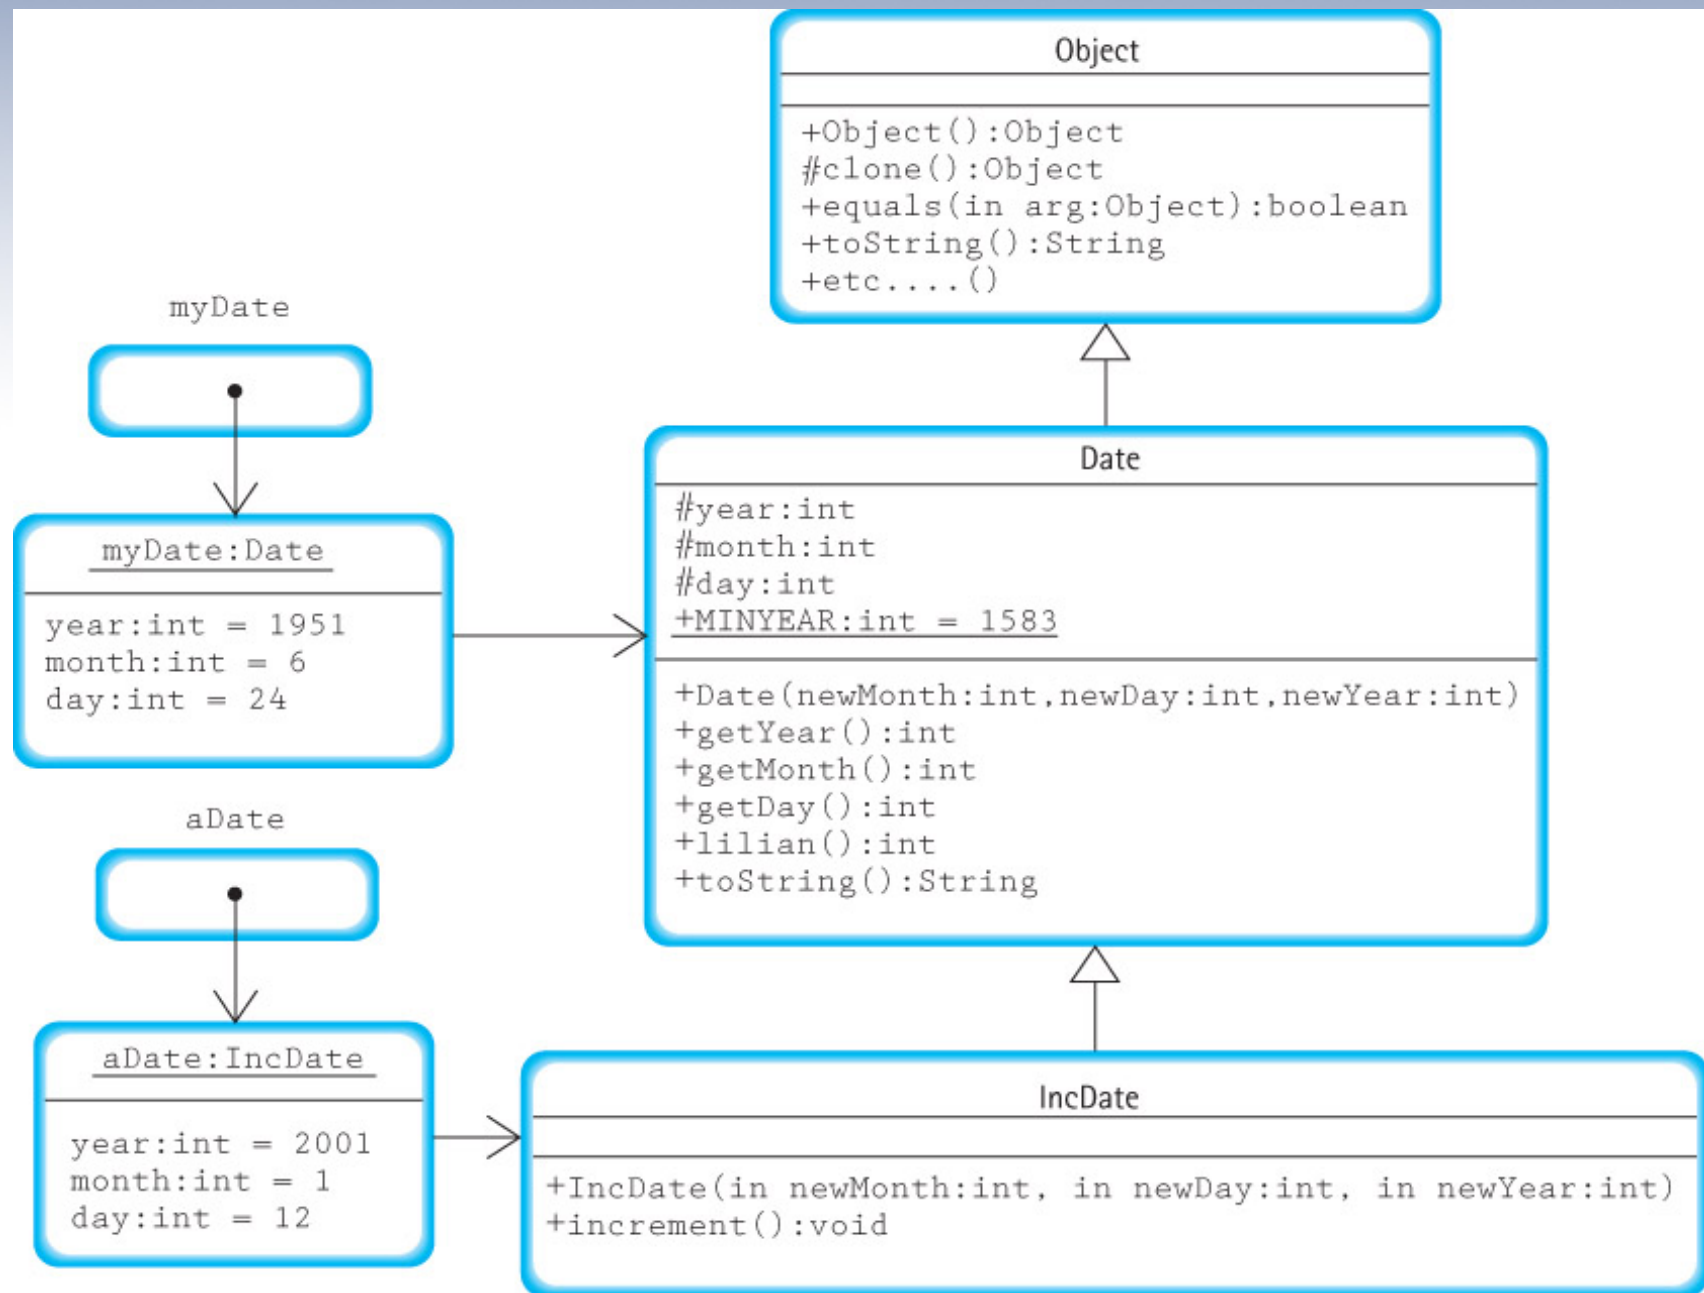 Object
+Object():Object
#clone():Object
+equals(in arg:Object):boolean
+toString():String
+etc....()
myDate
myDate:Date
year:int = 1951
month:int = 6
day:int = 24
Date
#year:int
#month:int
#day:int
+MINYEAR:int = 1583
+Date(newMonth:int,newDay:int,newYear:int)
+getYear():int
+getMonth():int
+getDay():int
+lilian():int
+toString():String
aDate
aDate:IncDate
year:int = 2001
month:int = 1
day:int = 12
IncDate
+IncDate(in newMonth:int, in newDay:int, in newYear:int)
+increment():void